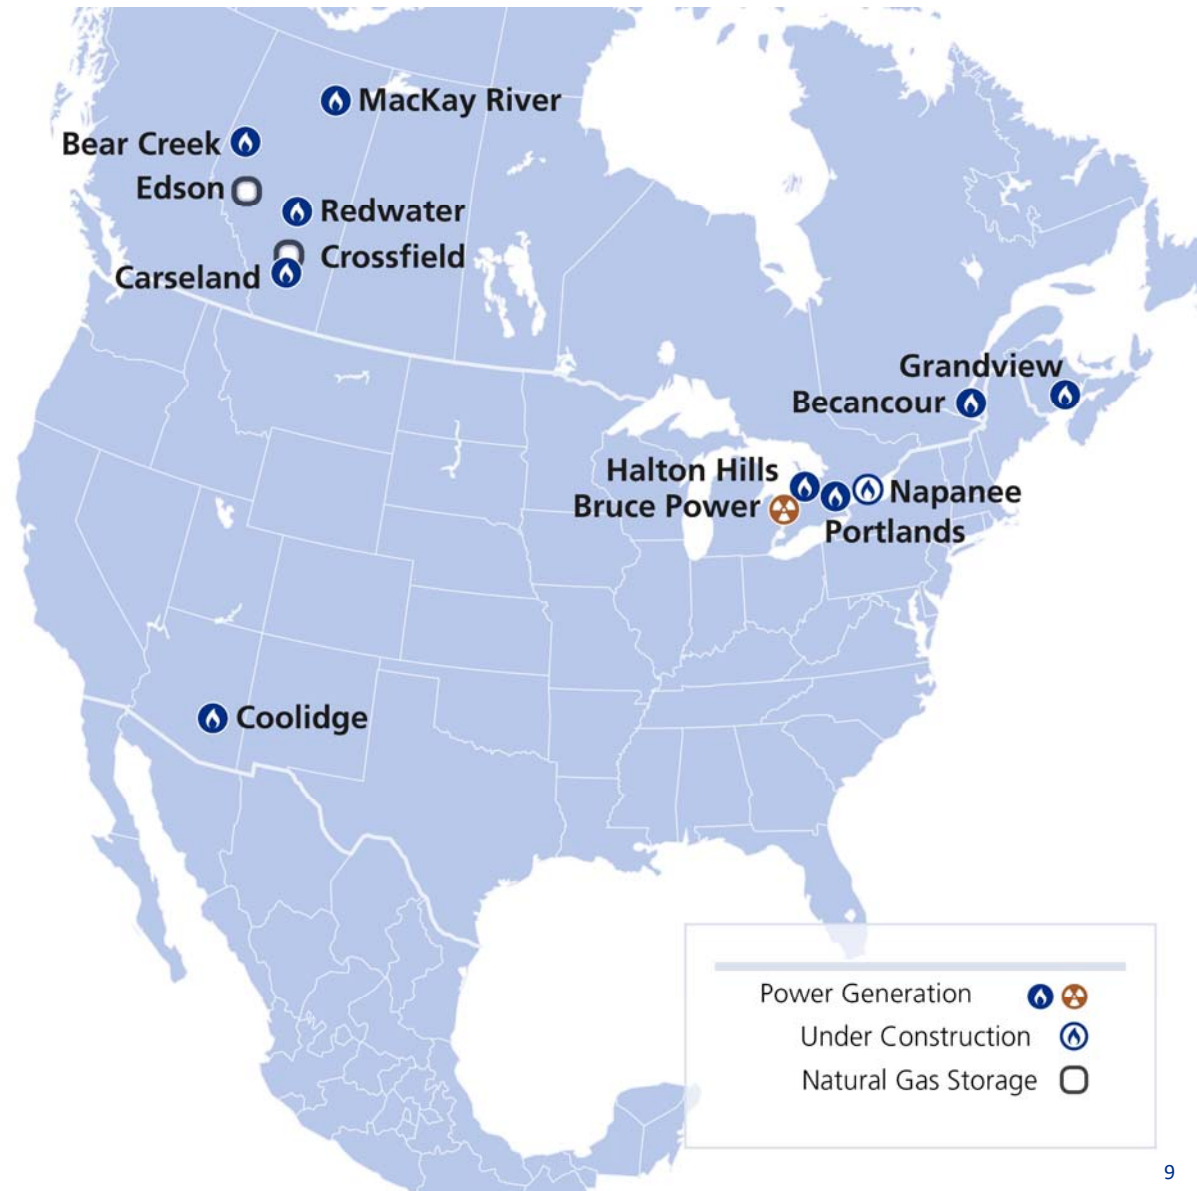 MacKay River
Bear Creek
Edson
Redwater
Crossfield
Carseland
Grandview
Becancour
Halton Hills
Napanee
Bruce Power
Portlands
Coolidge
Power Generation
Under Construction
Natural Gas Storage
9